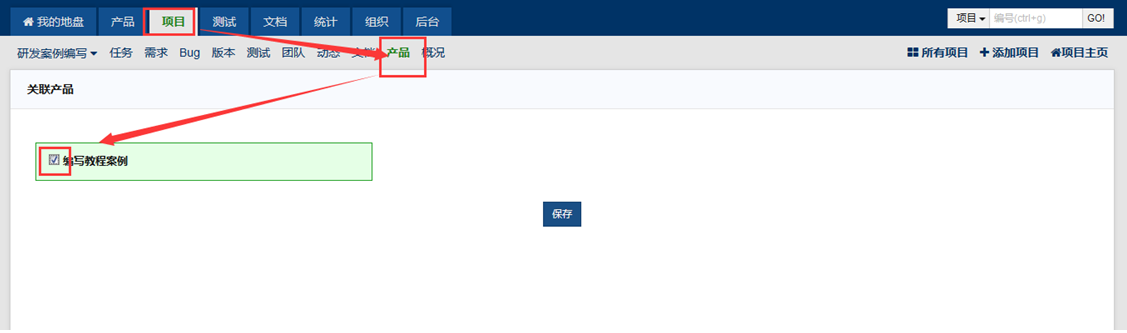 我的地盘 产品 项目 测试 文档 统计 组织 后台 项目 编号(ctrl+g) GO!
研发案例编写 任务 需求 Bug 版本 测试 团队 动态 文档 产品 概况 所有项目 添加项目 项目主页
关联产品
编写教程案例
保存